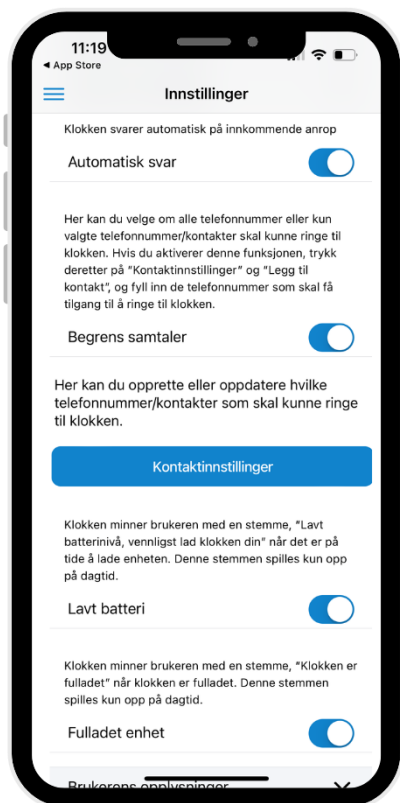 11:19
◀ App Store
Innstillinger
Klokken svarer automatisk på innkommende anrop
Automatisk svar
Her kan du velge om alle telefonnummer eller kun
valgte telefonnummer/kontakter skal kunne ringe til
klokken. Hvis du aktiverer denne funksjonen, trykk
deretter på "Kontaktinnstillinger" og "Legg til
kontakt", og fyll inn de telefonnummer som skal få
tilgang til å ringe til klokken.
Begrens samtaler
Her kan du opprette eller oppdatere hvilke
telefonnummer/kontakter som skal kunne ringe
til klokken.
Kontaktinnstillinger
Klokken minner brukeren med en stemme, "Lavt
batterinivå, vennligst lad klokken din" når det er på
tide å lade enheten. Denne stemmen spilles kun opp
på dagtid.
Lavt batteri
Klokken minner brukeren med en stemme, "Klokken er
fulladet" når klokken er fulladet. Denne stemmen
spilles kun opp på dagtid.
Fulladet enhet
Brukerens opplysninger